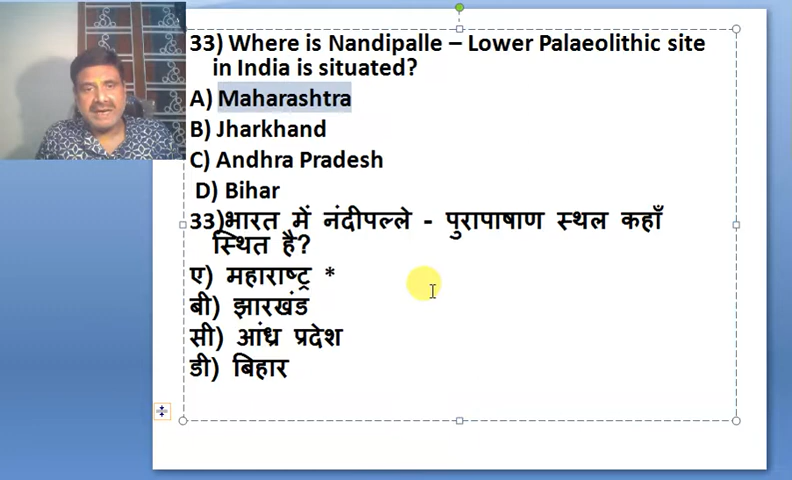 33) Where is Nandipalle – Lower Palaeolithic site
in India is situated?
A) Maharashtra
B) Jharkhand
C) Andhra Pradesh
D) Bihar
33)भारत में नंदीपल्ले - पुरापाषाण स्थल कहाँ
स्थित है?
ए) महाराष्ट्र *
बी) झारखंड
सी) आंध्र प्रदेश
डी) बिहार